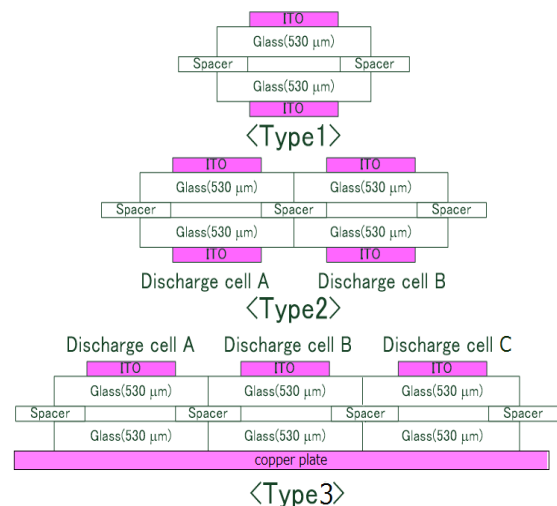 ITO
Glass(530 μm)
Spacer Spacer
Glass(530 μm)
ITO
<Type1>
ITO ITO
Glass(530 μm) Glass(530 μm)
Spacer Spacer Spacer
Glass(530 μm) Glass(530 μm)
ITO ITO
Discharge cell A Discharge cell B
<Type2>
Discharge cell A Discharge cell B Discharge cell C
ITO ITO ITO
Glass(530 μm) Glass(530 μm) Glass(530 μm)
Spacer Spacer Spacer Spacer
Glass(530 μm) Glass(530 μm) Glass(530 μm)
copper plate
<Type3>